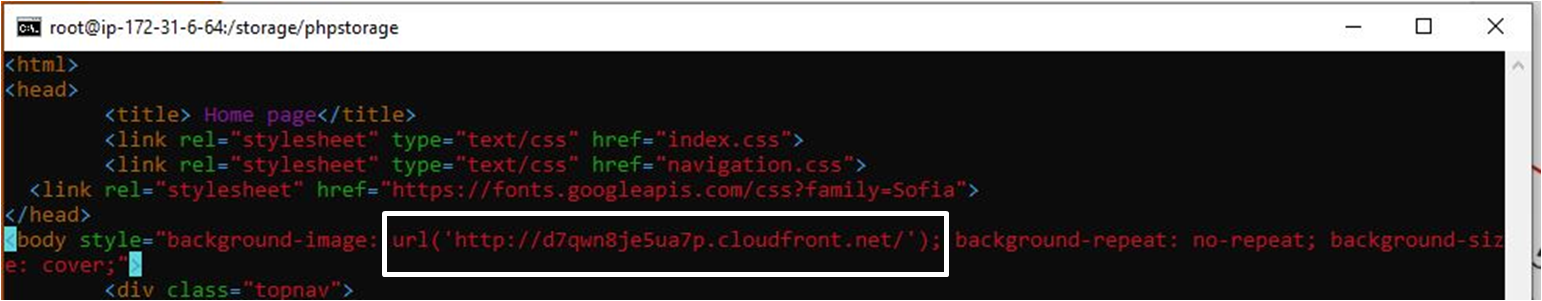 root@ip-172-31-6-64:/storage/phpstorage
<html>
<head>
        <title> Home page</title>
        <link rel="stylesheet" type="text/css" href="index.css">
        <link rel="stylesheet" type="text/css" href="navigation.css">
  <link rel="stylesheet" href="https://fonts.googleapis.com/css?family=Sofia">
</head>
<body style="background-image: url('http://d7qwn8je5ua7p.cloudfront.net/'); background-repeat: no-repeat; background-siz
e: cover;">
        <div class="topnav">